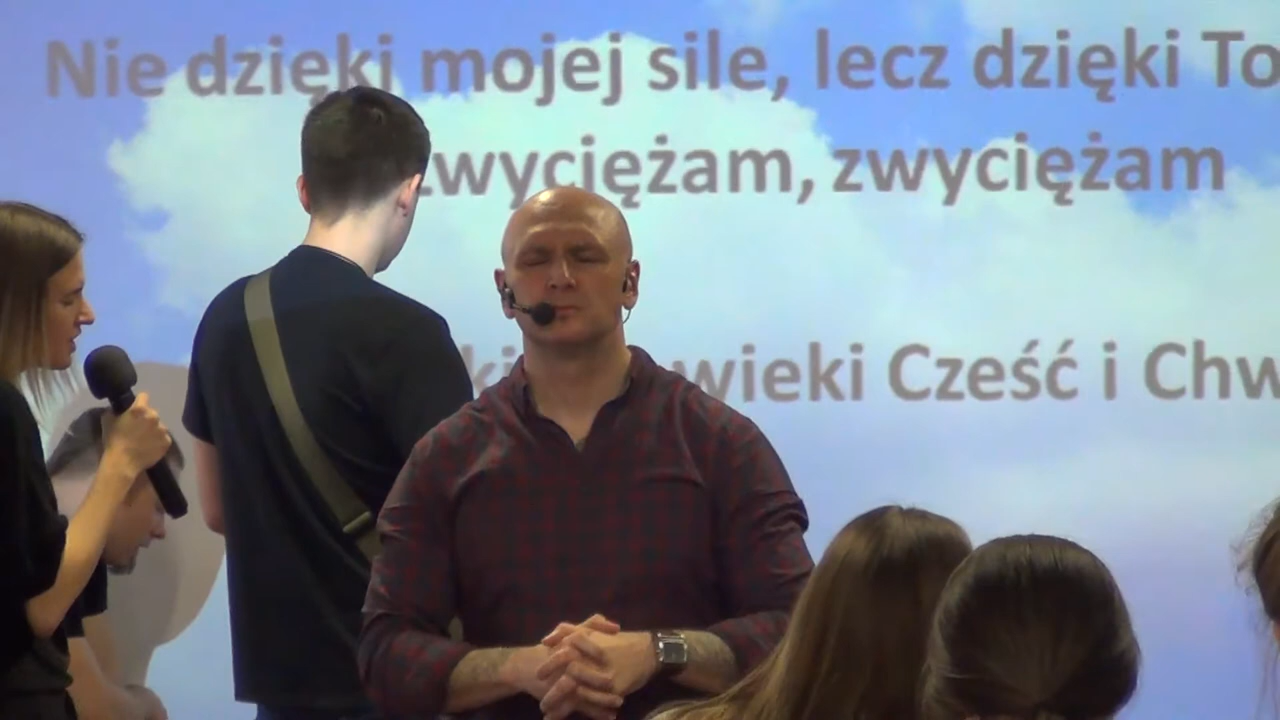 Nie dzięki mojej sile, lecz dzięki To
zwyciężam, zwyciężam
wieki Cześć i Chw